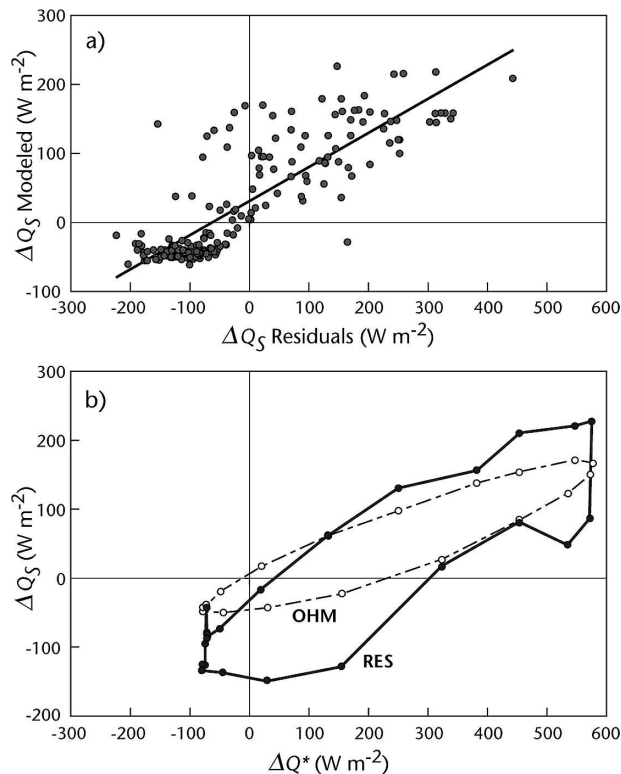 a)
300
200
100
0
-100
ΔQS Modeled (W m-2)
-300 -200 -100 0 100 200 300 400 500 600
ΔQS Residuals (W m-2)
b)
300
200
100
0
-100
-200
ΔQS (W m-2)
OHM
RES
-300 -200 -100 0 100 200 300 400 500 600
ΔQ* (W m-2)